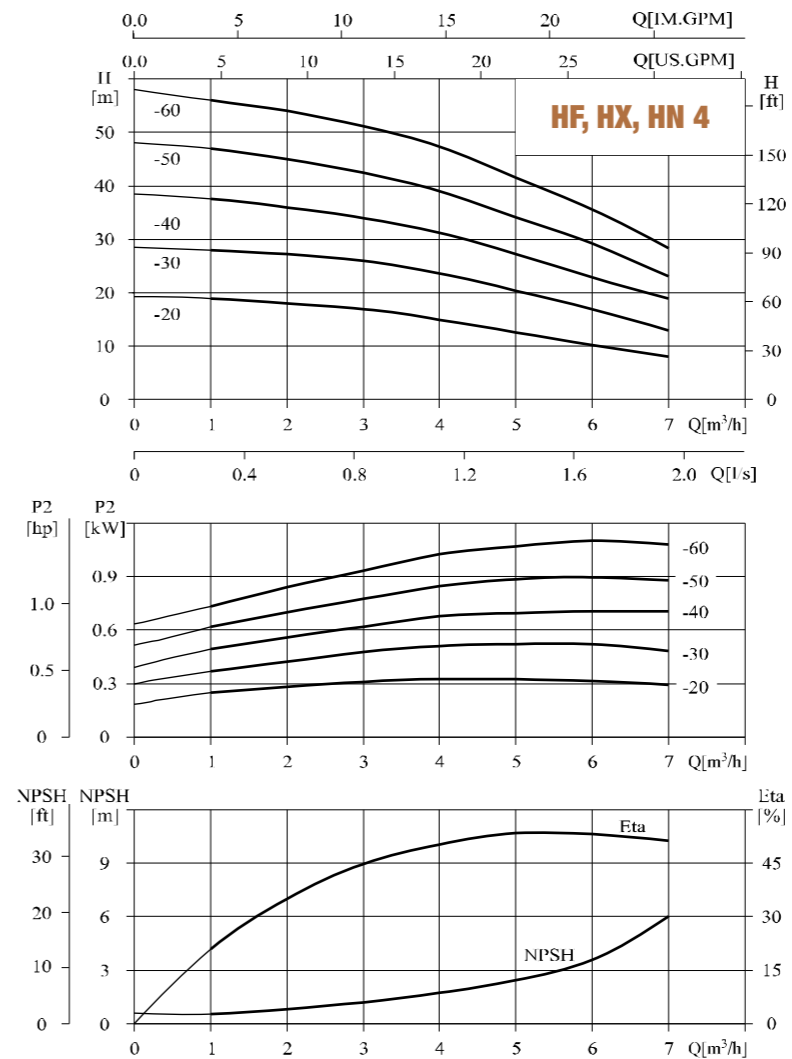 0.0 5 10 15 20 Q[IM.GPM]
0.0 5 10 15 20 25 Q[US.GPM]
H
[m]
H
[ft]
HF, HX, HN 4
-60
-50
-40
-30
-20
50
40
30
20
10
0
150
120
90
60
30
0
0 1 2 3 4 5 6 7 Q[m³/h]
0 0.4 0.8 1.2 1.6 2.0 Q[l/s]
P2
[hp]
P2
[kW]
1.0
0.5
0
0.9
0.6
0.3
0
-60
-50
-40
-30
-20
0 1 2 3 4 5 6 7 Q[m³/h]
NPSH
[ft]
NPSH
[m]
Eta
[%]
30
20
10
0
9
6
3
0
Eta
NPSH
45
30
15
0
0 1 2 3 4 5 6 7 Q[m³/h]